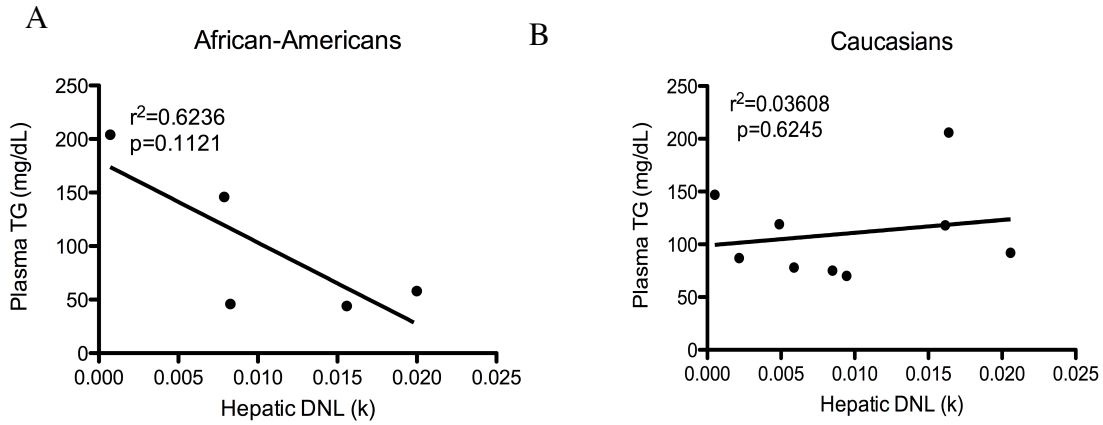 A
African-Americans
250
200
150
100
50
0
r²=0.6236
p=0.1121
Plasma TG (mg/dL)
0.000 0.005 0.010 0.015 0.020 0.025
Hepatic DNL (k)
B
Caucasians
250
200
150
100
50
0
r²=0.03608
p=0.6245
Plasma TG (mg/dL)
0.000 0.005 0.010 0.015 0.020 0.025
Hepatic DNL (k)